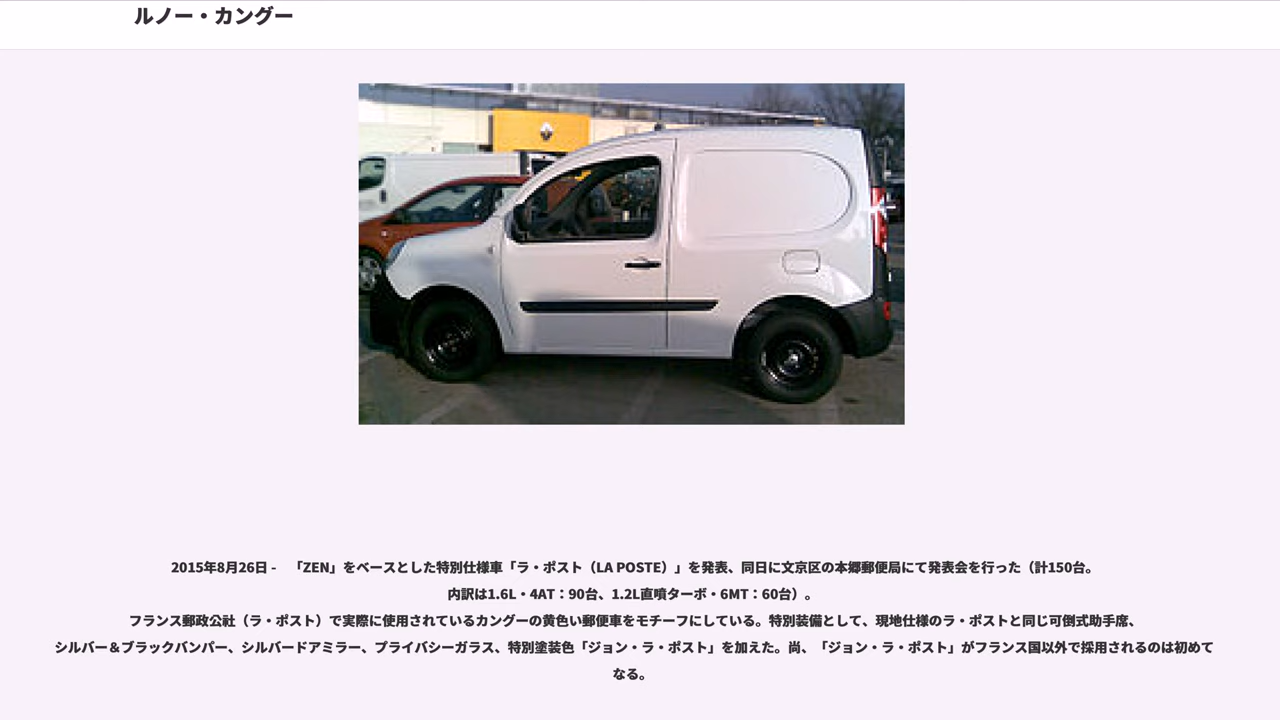 ルノー・カングー
2015年8月26日 -　「ZEN」をベースとした特別仕様車「ラ・ポスト（LA POSTE）」を発表、同日に文京区の本郷郵便局にて発表会を行った（計150台。
内訳は1.6L・4AT：90台、1.2L直噴ターボ・6MT：60台）。
フランス郵政公社（ラ・ポスト）で実際に使用されているカングーの黄色い郵便車をモチーフにしている。特別装備として、現地仕様のラ・ポストと同じ可倒式助手席、
シルバー＆ブラックバンパー、シルバードアミラー、プライバシーガラス、特別塗装色「ジョン・ラ・ポスト」を加えた。尚、「ジョン・ラ・ポスト」がフランス国以外で採用されるのは初めて
なる。